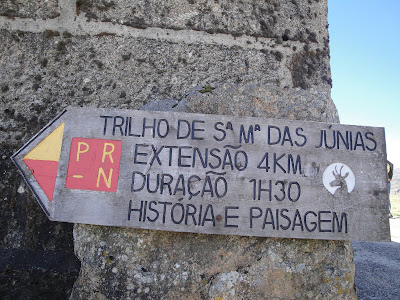 TRILHO DE Sª Mª DAS JÚNIAS
PR
-N
EXTENSÃO 4KM
DURAÇÃO 1H30
HISTÓRIA E PAISAGEM